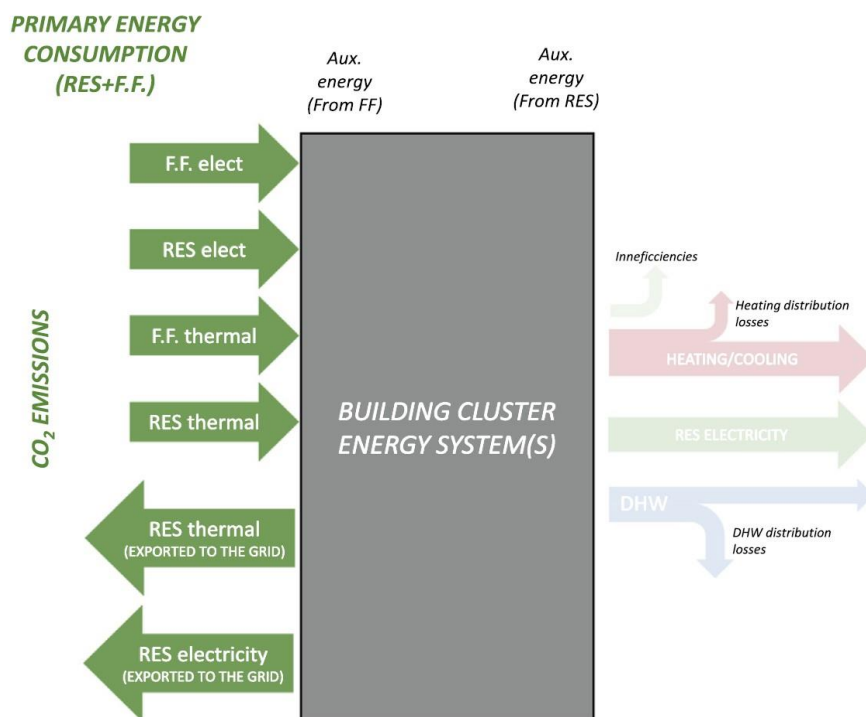 PRIMARY ENERGY
CONSUMPTION
(RES+F.F.)
Aux.
energy
(From FF)
Aux.
energy
(From RES)
F.F. elect
RES elect
F.F. thermal
RES thermal
RES thermal
(EXPORTED TO THE GRID)
RES electricity
(EXPORTED TO THE GRID)
CO₂ EMISSIONS
BUILDING CLUSTER
ENERGY SYSTEM(S)
Inneficciencies
Heating distribution
losses
HEATING/COOLING
RES ELECTRICITY
DHW
DHW distribution
losses